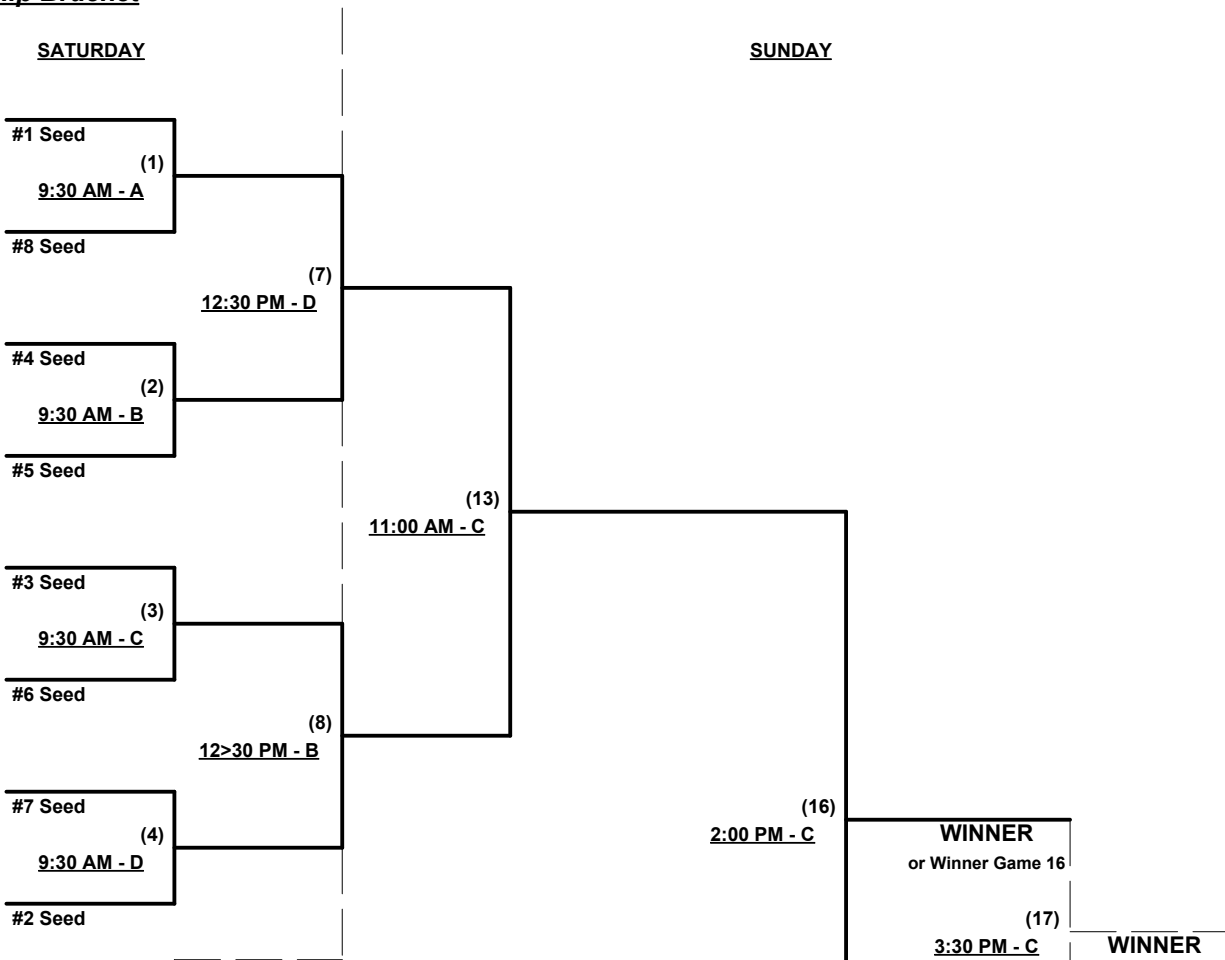 Bracket
SATURDAY
SUNDAY
#1 Seed
(1)
9:30 AM - A
#8 Seed
(7)
12:30 PM - D
#4 Seed
(2)
9:30 AM - B
#5 Seed
(13)
11:00 AM - C
#3 Seed
(3)
9:30 AM - C
#6 Seed
(8)
12>30 PM - B
#7 Seed
(4)
9:30 AM - D
#2 Seed
(16)
2:00 PM - C
WINNER
or Winner Game 16
(17)
3:30 PM - C
WINNER